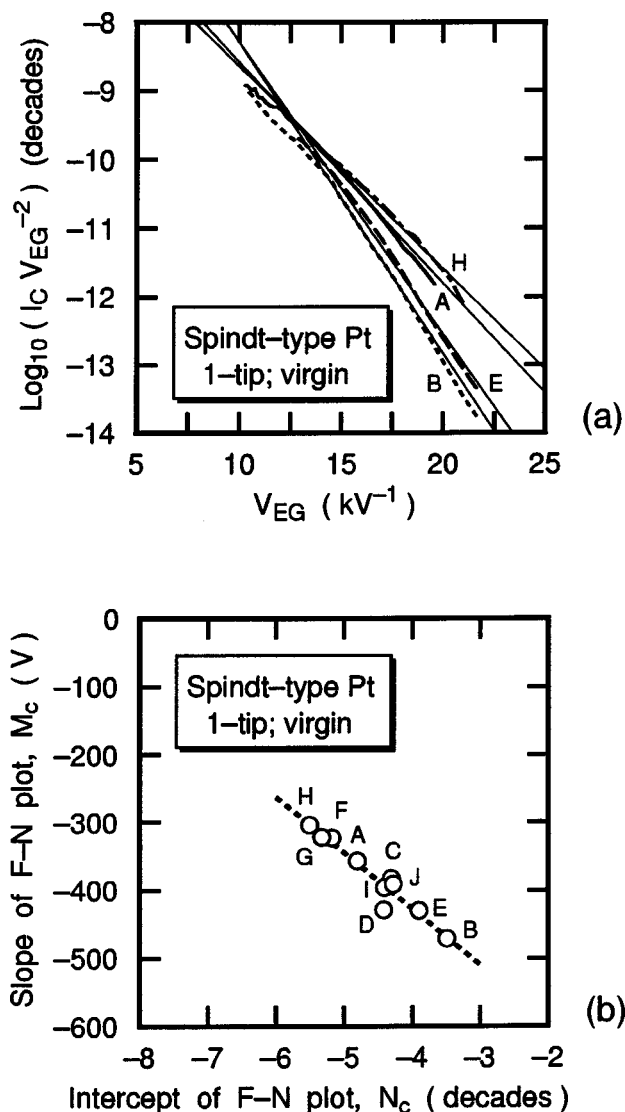 -8
-9
-10
-11
-12
-13
-14
Log10 ( IC VEG-2 ) (decades)
H
A
B
E
Spindt-type Pt
1-tip; virgin
5
10
15
20
25
VEG ( kV-1 )
(a)
0
-100
-200
-300
-400
-500
-600
Slope of F-N plot, Mc ( V )
Spindt-type Pt
1-tip; virgin
H
F
G
A
C
I
J
D
E
B
-8
-7
-6
-5
-4
-3
-2
Intercept of F-N plot, Nc ( decades )
(b)